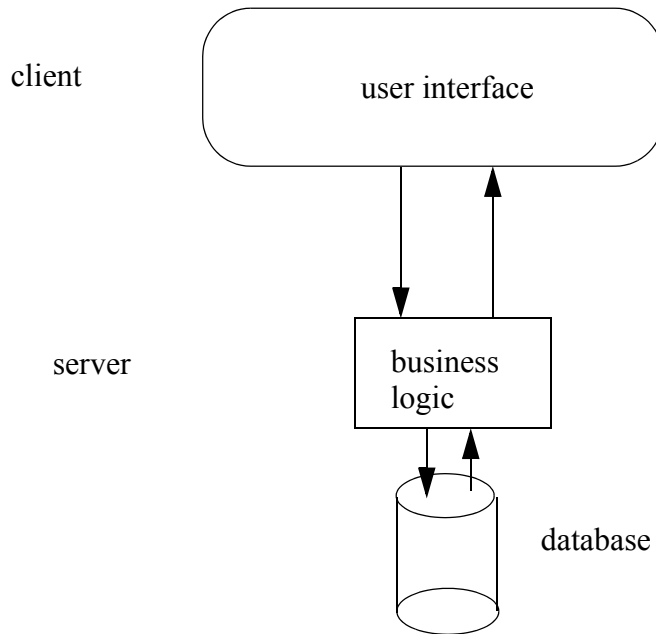 client
user interface
server
business
logic
database